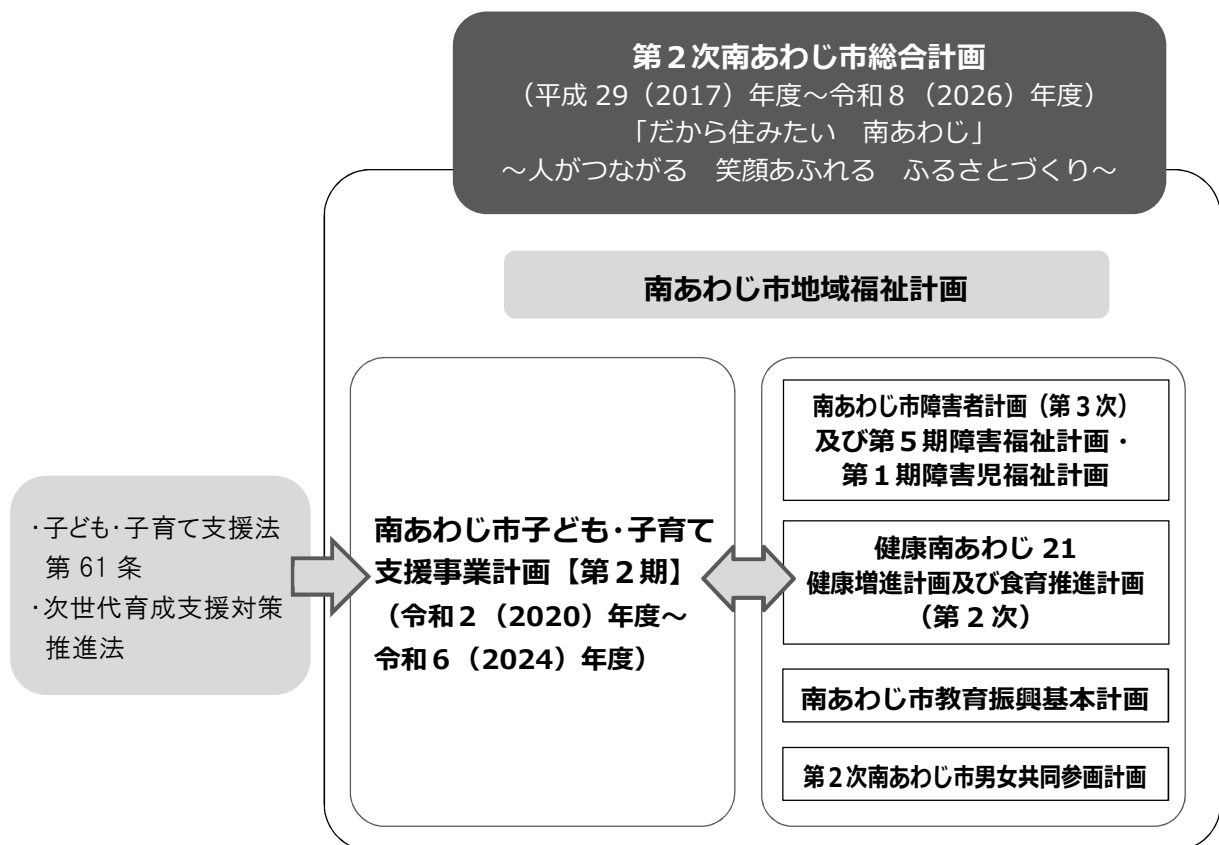 第２次南あわじ市総合計画
（平成 29（2017）年度～令和８（2026）年度）
「だから住みたい　南あわじ」
～人がつながる　笑顔あふれる　ふるさとづくり～
南あわじ市地域福祉計画
・子ども・子育て支援法
第 61 条
・次世代育成支援対策
推進法
南あわじ市子ども・子育て
支援事業計画【第２期】
（令和２（2020）年度～
令和６（2024）年度）
南あわじ市障害者計画（第３次）
及び第５期障害福祉計画・
第１期障害児福祉計画
健康南あわじ 21
健康増進計画及び食育推進計画
（第２次）
南あわじ市教育振興基本計画
第２次南あわじ市男女共同参画計画